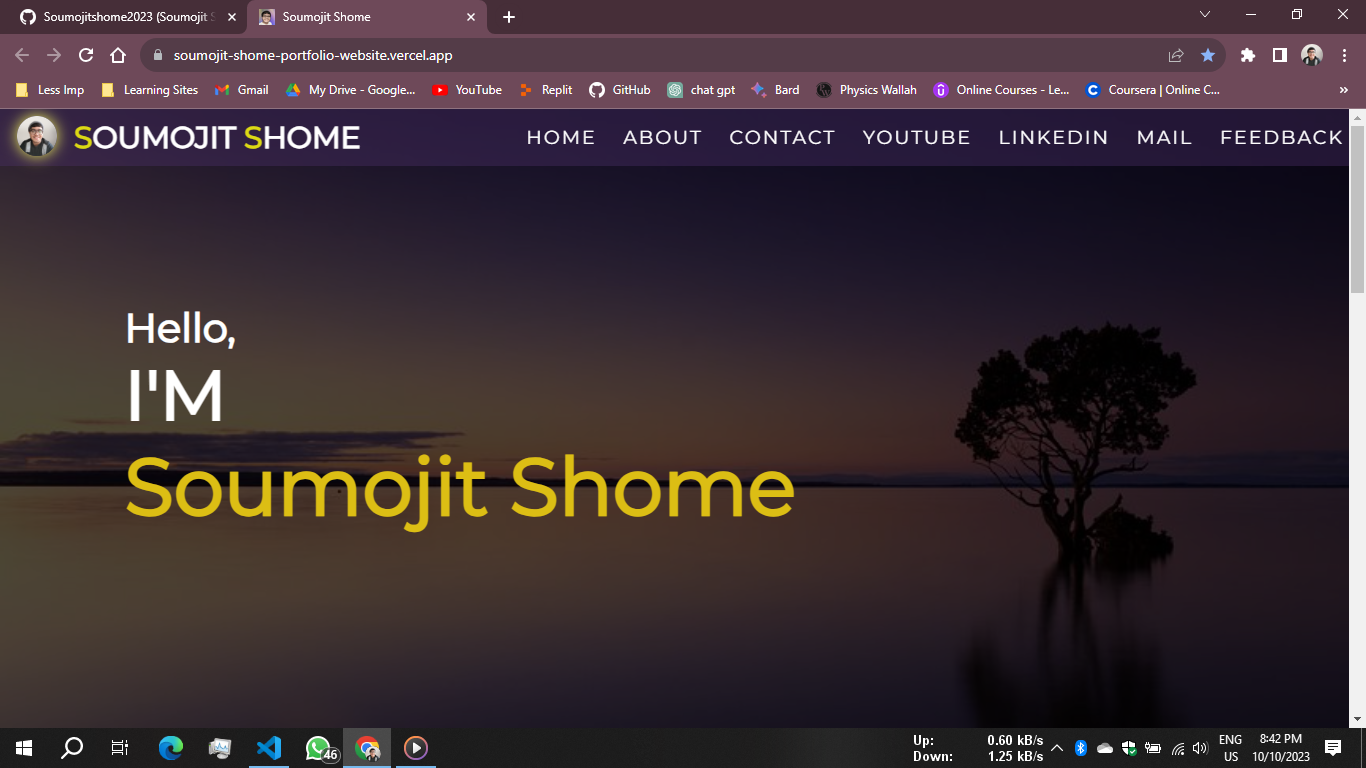 Soumojitshome2023 (Soumojit S
Soumojit Shome
soumojit-shome-portfolio-website.vercel.app
Less Imp Learning Sites Gmail My Drive - Google... YouTube Replit GitHub chat gpt Bard Physics Wallah Online Courses - Le... Coursera | Online C... »
SOUMOJIT SHOME HOME ABOUT CONTACT YOUTUBE LINKEDIN MAIL FEEDBACK
Hello,
I'M
Soumojit Shome
46
Up: 0.60 kB/s
Down: 1.25 kB/s
ENG
US
8:42 PM
10/10/2023